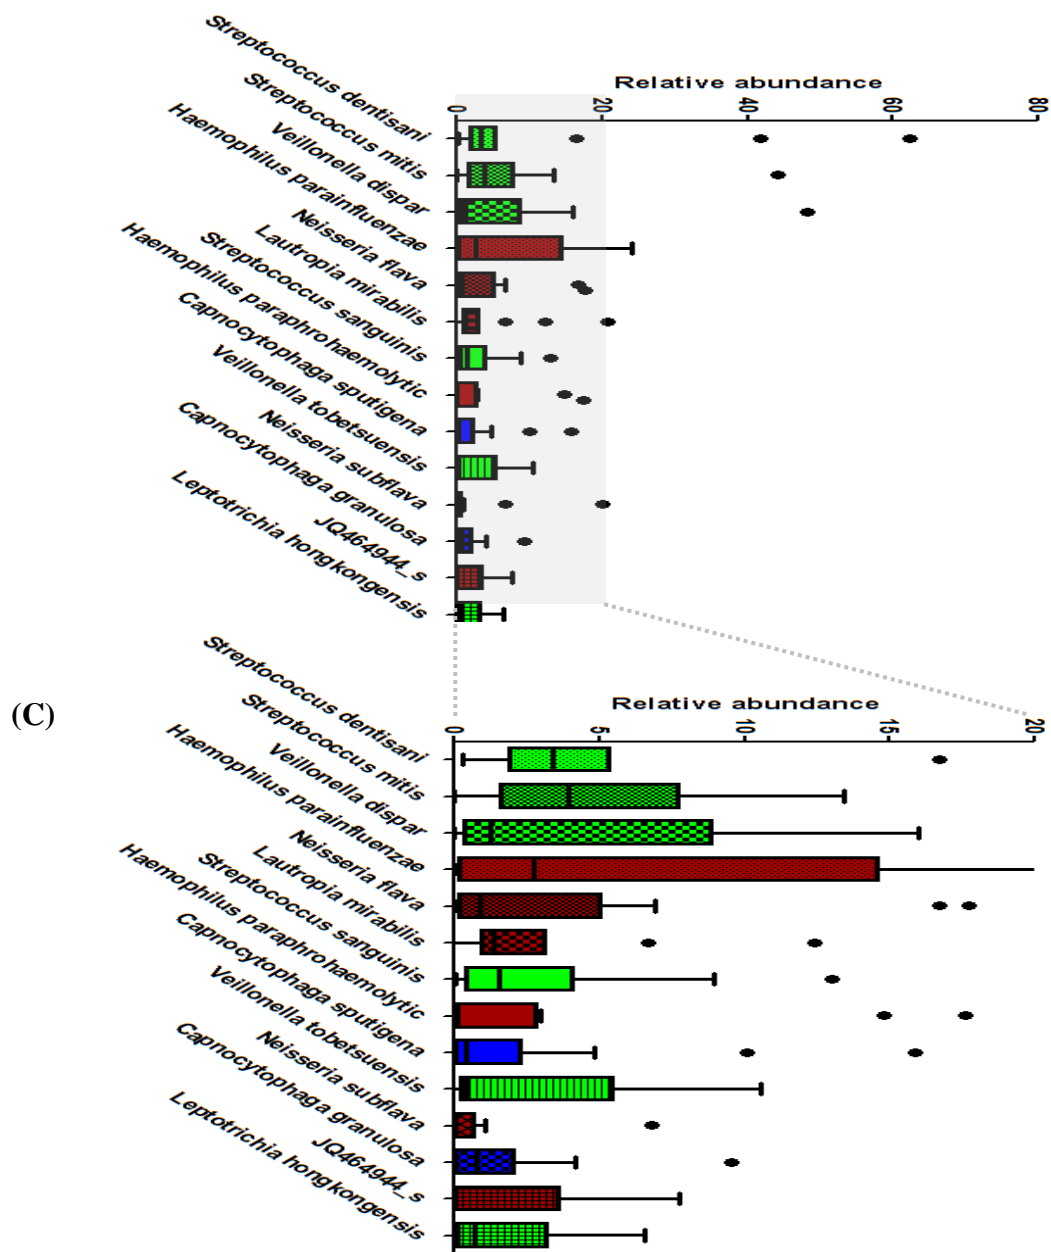 Relative abundance
0 20 40 60 80
Streptococcus dentisani
Streptococcus mitis
Veillonella dispar
Haemophilus parainfluenzae
Neisseria flava
Lautropia mirabilis
Streptococcus sanguinis
Haemophilus paraphrohaemolytic
Capnocytophaga sputigena
Veillonella tobetsuensis
Neisseria subflava
Capnocytophaga granulosa
JQ464944_s
Leptotrichia hongkongensis
(C)
Relative abundance
0 5 10 15 20
Streptococcus dentisani
Streptococcus mitis
Veillonella dispar
Haemophilus parainfluenzae
Neisseria flava
Lautropia mirabilis
Streptococcus sanguinis
Haemophilus paraphrohaemolytic
Capnocytophaga sputigena
Veillonella tobetsuensis
Neisseria subflava
Capnocytophaga granulosa
JQ464944_s
Leptotrichia hongkongensis